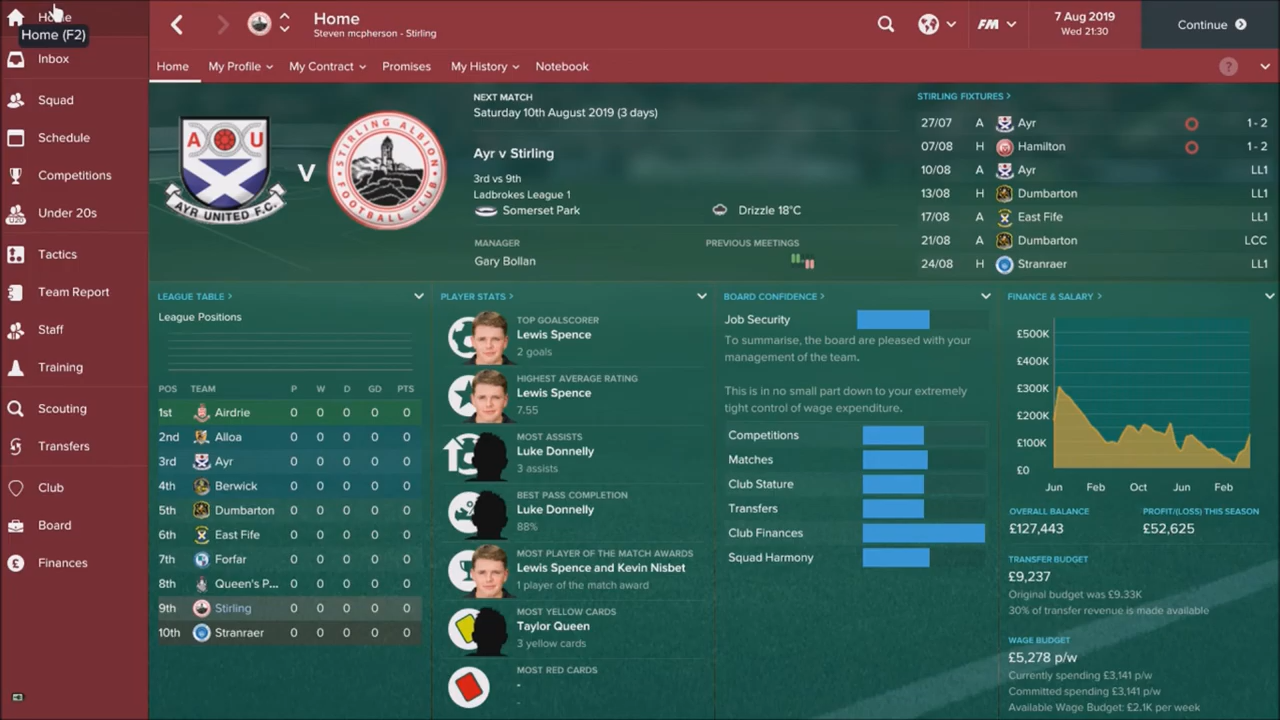 Home
Home (F2)
Inbox
Squad
Schedule
Competitions
Under 20s
Tactics
Team Report
Staff
Training
Scouting
Transfers
Club
Board
Finances
Home
Steven mcpherson - Stirling
FM
7 Aug 2019
Wed 21:30
Continue
Home
My Profile
My Contract
Promises
My History
Notebook
?
A U
AYR UNITED F.C.
V
STIRLING ALBION
FOOTBALL CLUB
NEXT MATCH
Saturday 10th August 2019 (3 days)
Ayr v Stirling
3rd vs 9th
Ladbrokes League 1
Somerset Park
Drizzle 18°C
MANAGER
Gary Bollan
PREVIOUS MEETINGS
STIRLING FIXTURES >
27/07 A Ayr 1 - 2
07/08 H Hamilton 1 - 2
10/08 A Ayr LL1
13/08 H Dumbarton LL1
17/08 A East Fife LL1
21/08 A Dumbarton LCC
24/08 H Stranraer LL1
LEAGUE TABLE >
League Positions
POS TEAM P W D GD PTS
1st Airdrie 0 0 0 0 0
2nd Alloa 0 0 0 0 0
3rd Ayr 0 0 0 0 0
4th Berwick 0 0 0 0 0
5th Dumbarton 0 0 0 0 0
6th East Fife 0 0 0 0 0
7th Forfar 0 0 0 0 0
8th Queen's P... 0 0 0 0 0
9th Stirling 0 0 0 0 0
10th Stranraer 0 0 0 0 0
PLAYER STATS >
TOP GOALSCORER
Lewis Spence
2 goals
HIGHEST AVERAGE RATING
Lewis Spence
7.55
MOST ASSISTS
Luke Donnelly
3 assists
BEST PASS COMPLETION
Luke Donnelly
88%
MOST PLAYER OF THE MATCH AWARDS
Lewis Spence and Kevin Nisbet
1 player of the match award
MOST YELLOW CARDS
Taylor Queen
3 yellow cards
MOST RED CARDS
-
-
BOARD CONFIDENCE >
Job Security
To summarise, the board are pleased with your
management of the team.
This is in no small part down to your extremely
tight control of wage expenditure.
Competitions
Matches
Club Stature
Transfers
Club Finances
Squad Harmony
FINANCE & SALARY >
£500K
£400K
£300K
£200K
£100K
£0
Jun Feb Oct Jun Feb
OVERALL BALANCE
£127,443
PROFIT/(LOSS) THIS SEASON
£52,625
TRANSFER BUDGET
£9,237
Original budget was £9.33K
30% of transfer revenue is made available
WAGE BUDGET
£5,278 p/w
Currently spending £3,141 p/w
Committed spending £3,141 p/w
Available Wage Budget: £2.1K per week